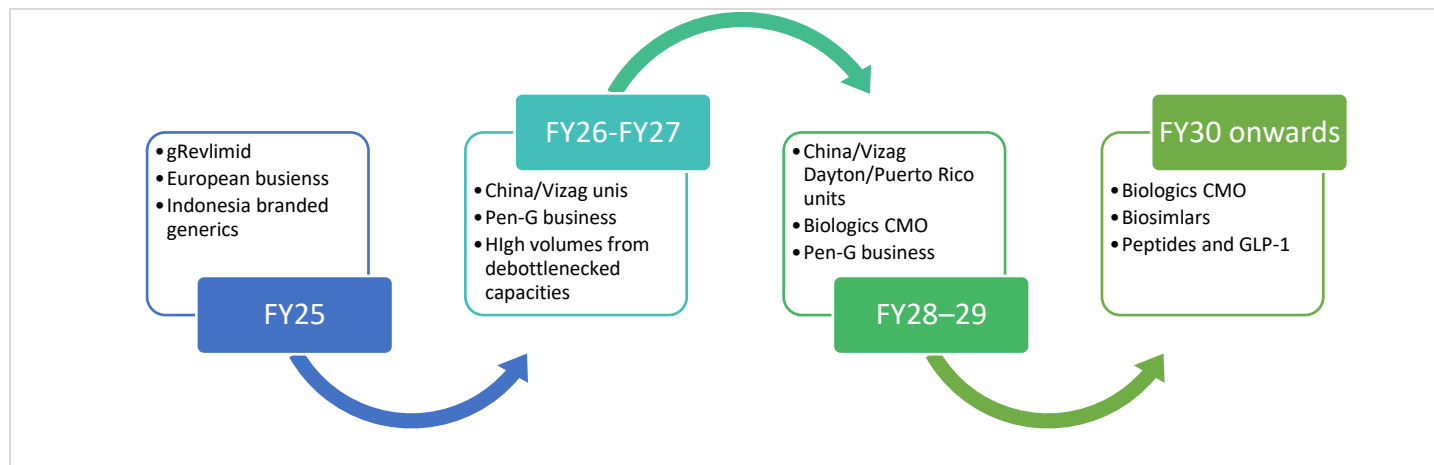 • gRevlimid
• European busienss
• Indonesia branded
generics
FY25
FY26-FY27
• China/Vizag unis
• Pen-G business
• HIgh volumes from
debottlenecked
capacities
• China/Vizag
Dayton/Puerto Rico
units
• Biologics CMO
• Pen-G business
FY28–29
FY30 onwards
• Biologics CMO
• Biosimlars
• Peptides and GLP-1